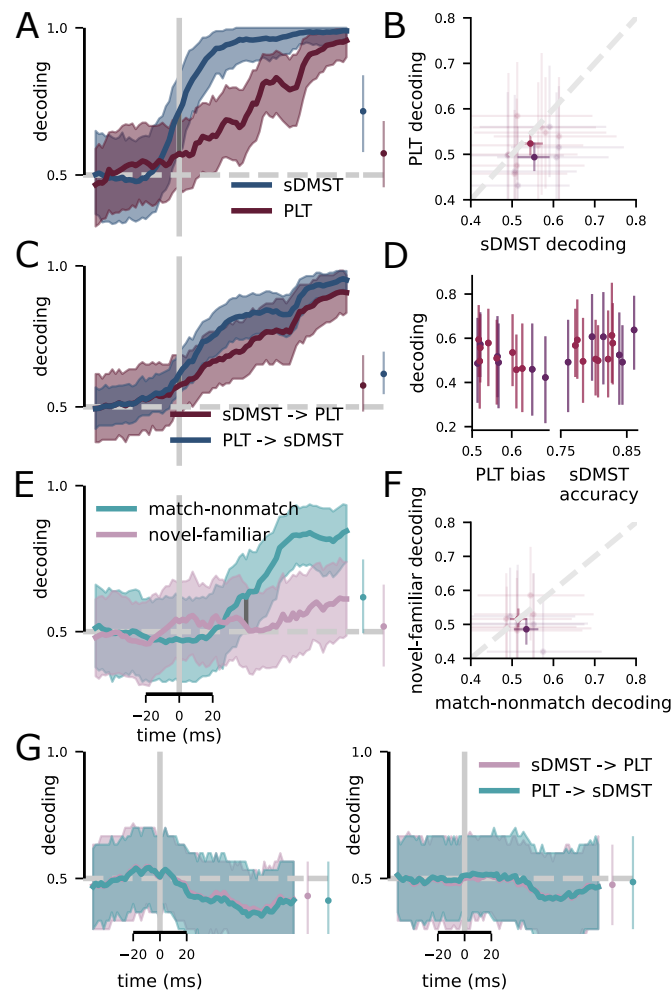 A
1.0
decoding
0.5
sDMST
PLT
B
0.8
0.7
0.6
0.5
0.4
PLT decoding
0.4 0.5 0.6 0.7 0.8
sDMST decoding
C
1.0
decoding
0.5
sDMST -> PLT
PLT -> sDMST
D
0.8
0.6
0.4
0.2
decoding
0.5 0.6 0.75 0.85
PLT bias
sDMST
accuracy
E
1.0
match-nonmatch
novel-familiar
decoding
0.5
−20 0 20
time (ms)
F
0.8
0.7
0.6
0.5
0.4
novel-familiar decoding
0.4 0.5 0.6 0.7 0.8
match-nonmatch decoding
G
1.0
decoding
0.5
−20 0 20
time (ms)
1.0
decoding
0.5
sDMST -> PLT
PLT -> sDMST
−20 0 20
time (ms)